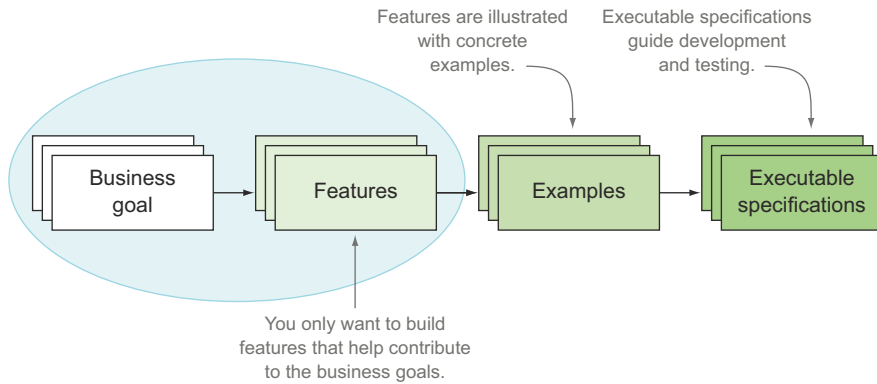 Features are illustrated
with concrete
examples.
Executable specifications
guide development
and testing.
Business
goal
Features
Examples
Executable
specifications
You only want to build
features that help contribute
to the business goals.